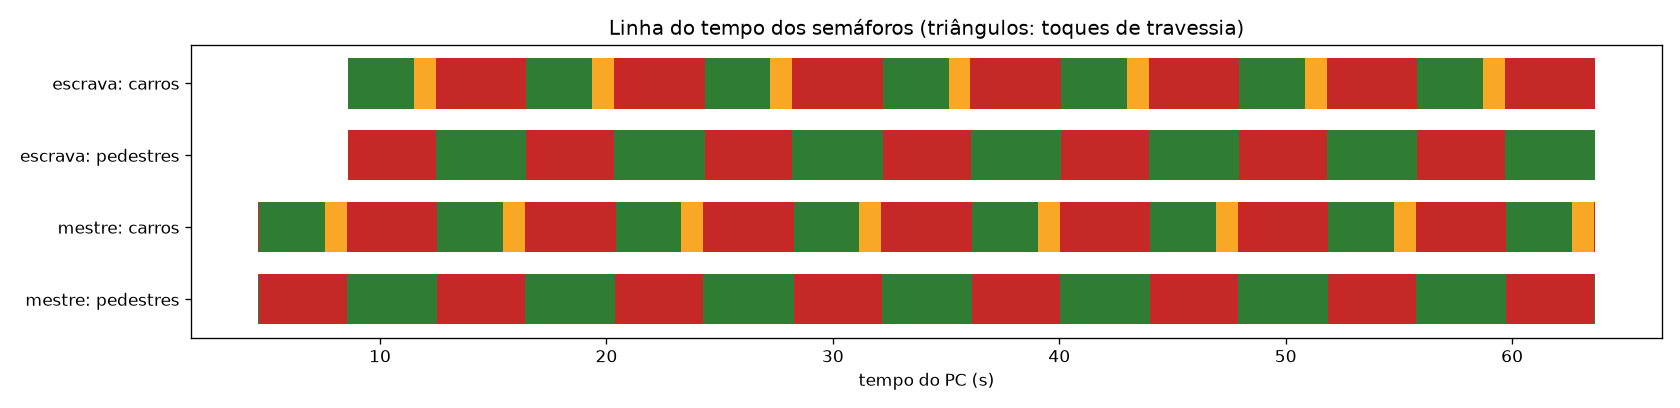 Linha do tempo dos semáforos (triângulos: toques de travessia)
escrava: carros
escrava: pedestres
mestre: carros
mestre: pedestres
10 20 30 40 50 60
tempo do PC (s)